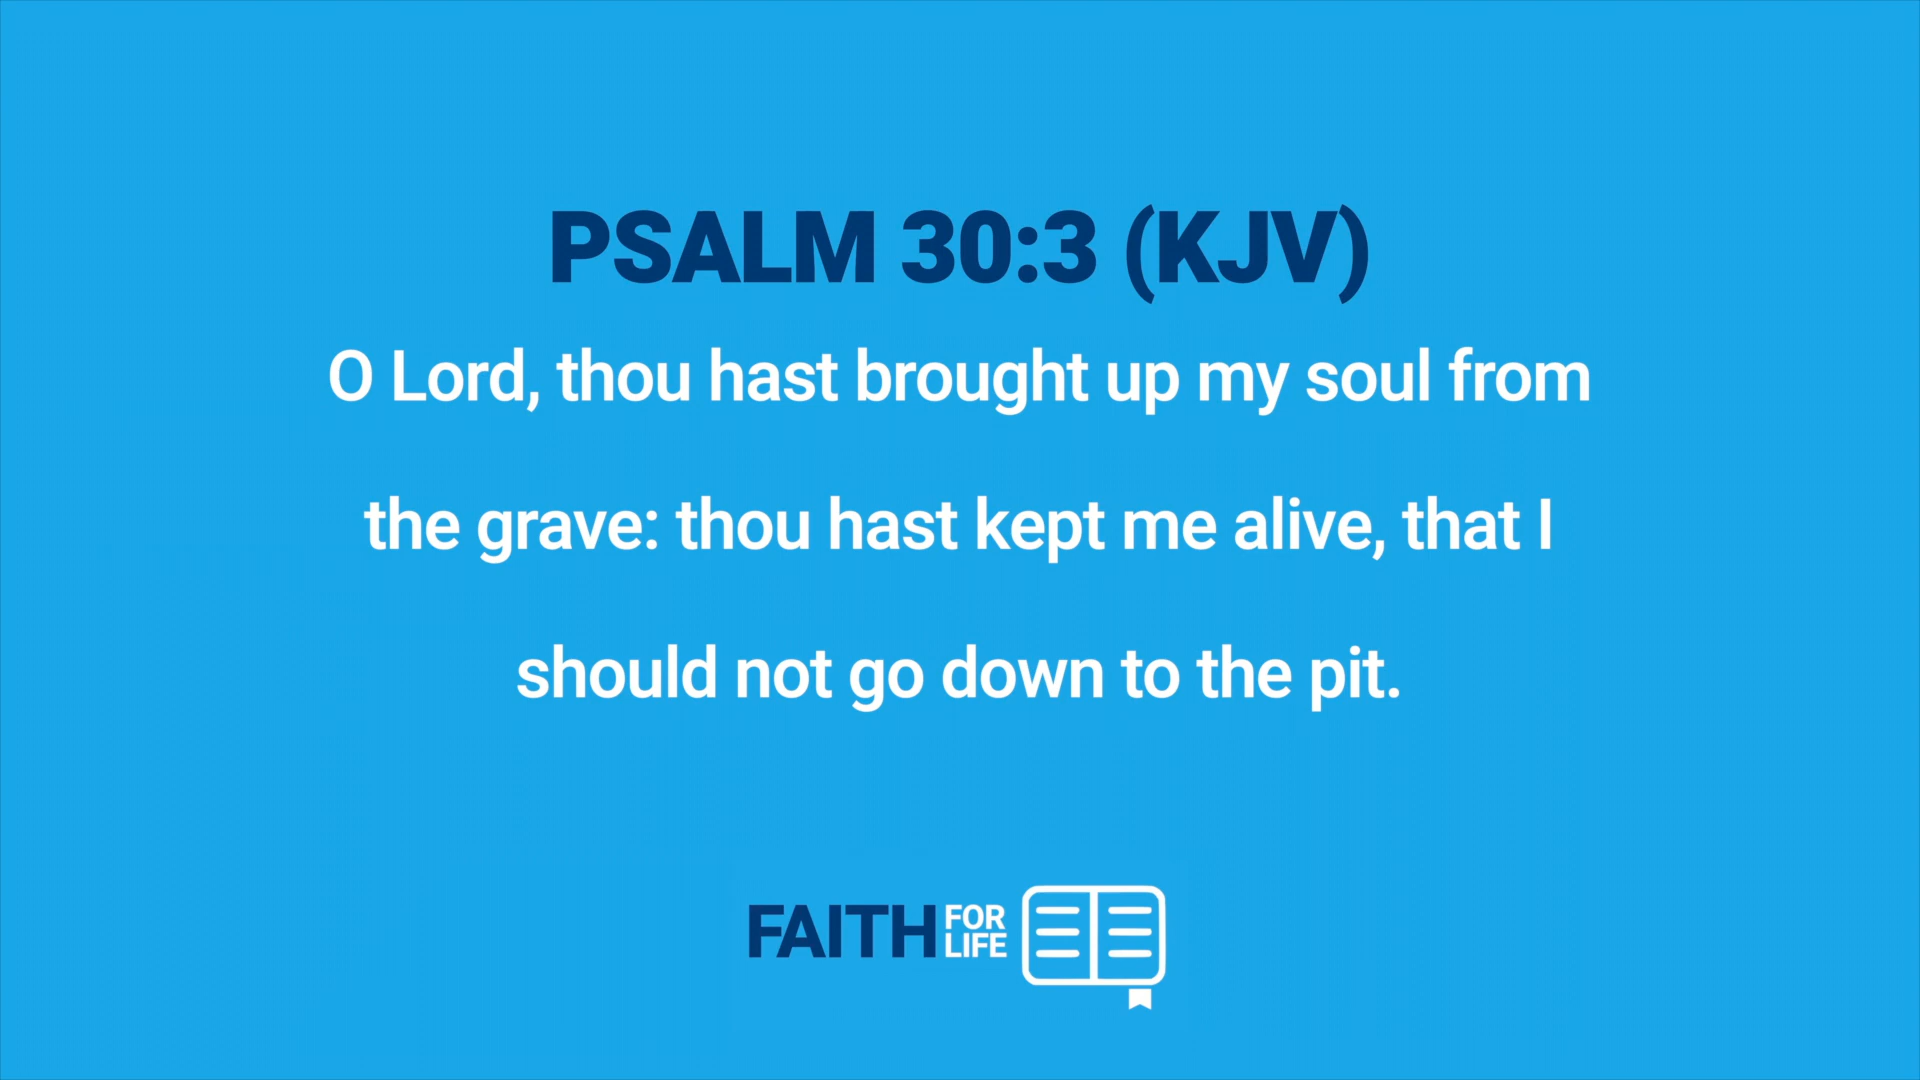 PSALM 30:3 (KJV)
O Lord, thou hast brought up my soul from
the grave: thou hast kept me alive, that I
should not go down to the pit.
FAITH FOR
LIFE